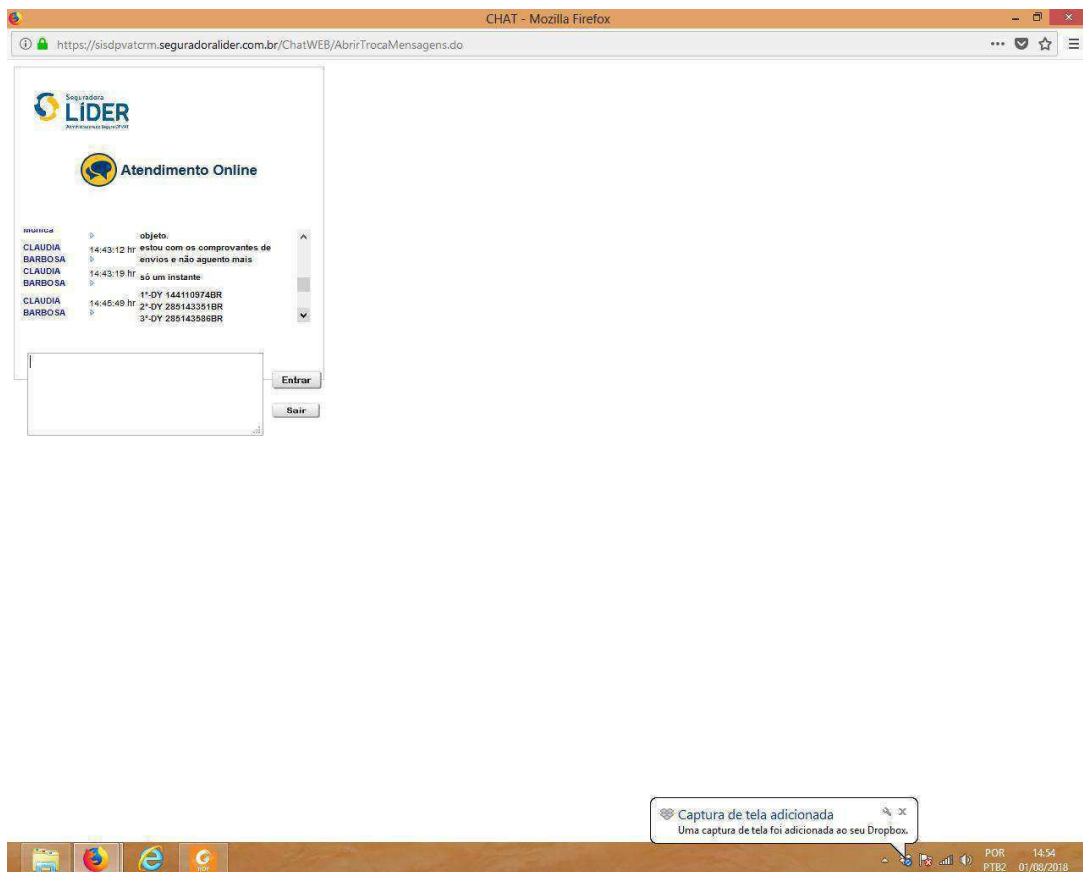 CHAT - Mozilla Firefox
https://sisdpvatcrm.seguradoralider.com.br/ChatWEB/AbrirTrocaMensagens.do
Seguradora
LÍDER
Atendimento Online
Monica
objeto.
CLAUDIA BARBOSA 14:43:12 hr estou com os comprovantes de
envios e não aguento mais
CLAUDIA BARBOSA 14:43:19 hr só um instante
CLAUDIA BARBOSA 14:45:49 hr 1°-DY 144110974BR
2°-DY 285143351BR
3°-DY 285143586BR
Entrar
Sair
Captura de tela adicionada
Uma captura de tela foi adicionada ao seu Dropbox.
POR 14:54
PTB2 01/08/2018